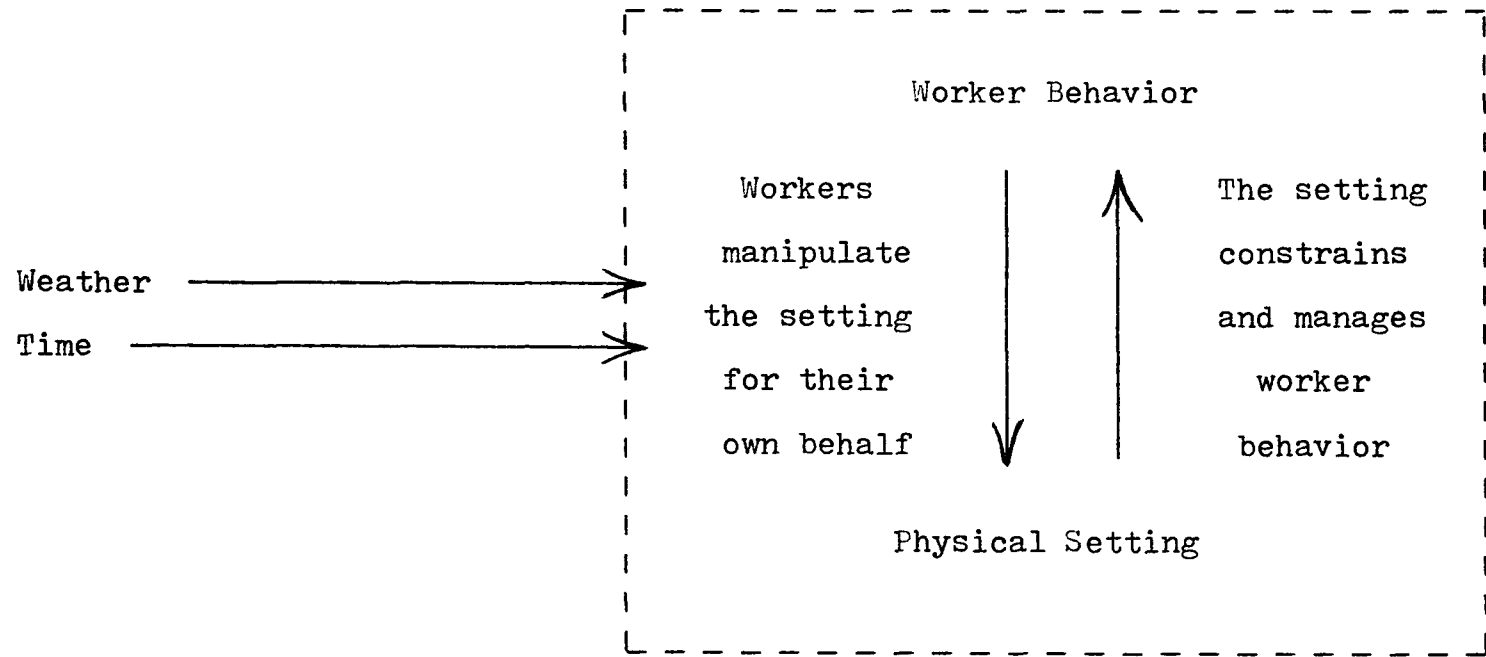 Worker Behavior
Weather
Time
Workers
manipulate
the setting
for their
own behalf
The setting
constrains
and manages
worker
behavior
Physical Setting